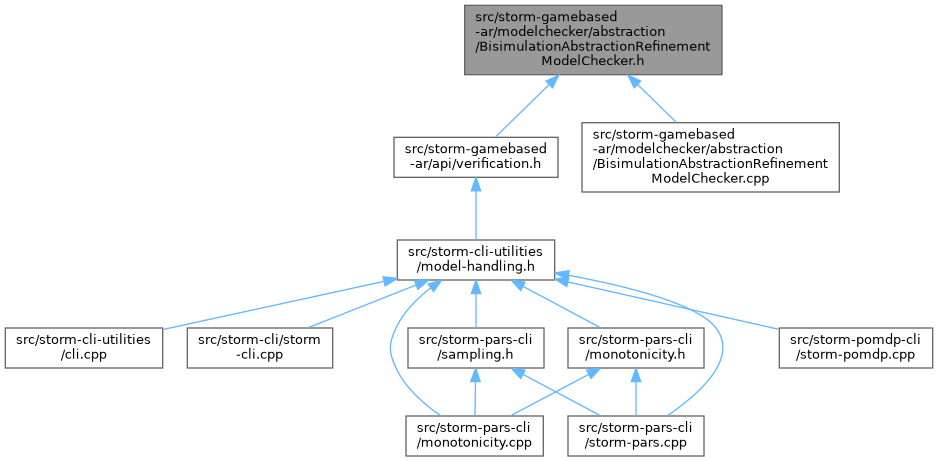 src/storm-gamebased
-ar/modelchecker/abstraction
/BisimulationAbstractionRefinement
ModelChecker.h
src/storm-gamebased
-ar/api/verification.h
src/storm-gamebased
-ar/modelchecker/abstraction
/BisimulationAbstractionRefinement
ModelChecker.cpp
src/storm-cli-utilities
/model-handling.h
src/storm-cli-utilities
/cli.cpp
src/storm-cli/storm
-cli.cpp
src/storm-pars-cli
/sampling.h
src/storm-pars-cli
/monotonicity.h
src/storm-pomdp-cli
/storm-pomdp.cpp
src/storm-pars-cli
/monotonicity.cpp
src/storm-pars-cli
/storm-pars.cpp